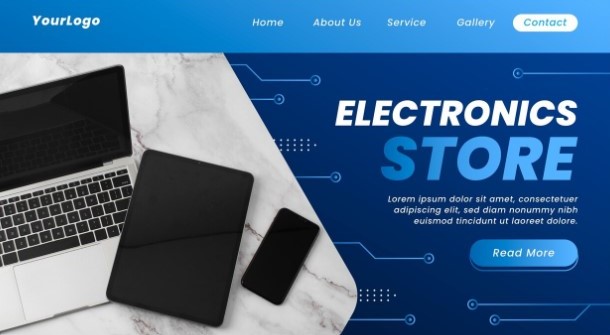 YourLogo
Home About Us Service Gallery Contact
ELECTRONICS
STORE
Lorem ipsum dolor sit amet, consectetuer
adipiscing elit, sed diam nonummy nibh
euismod tincidunt ut laoreet dolore.
Read More